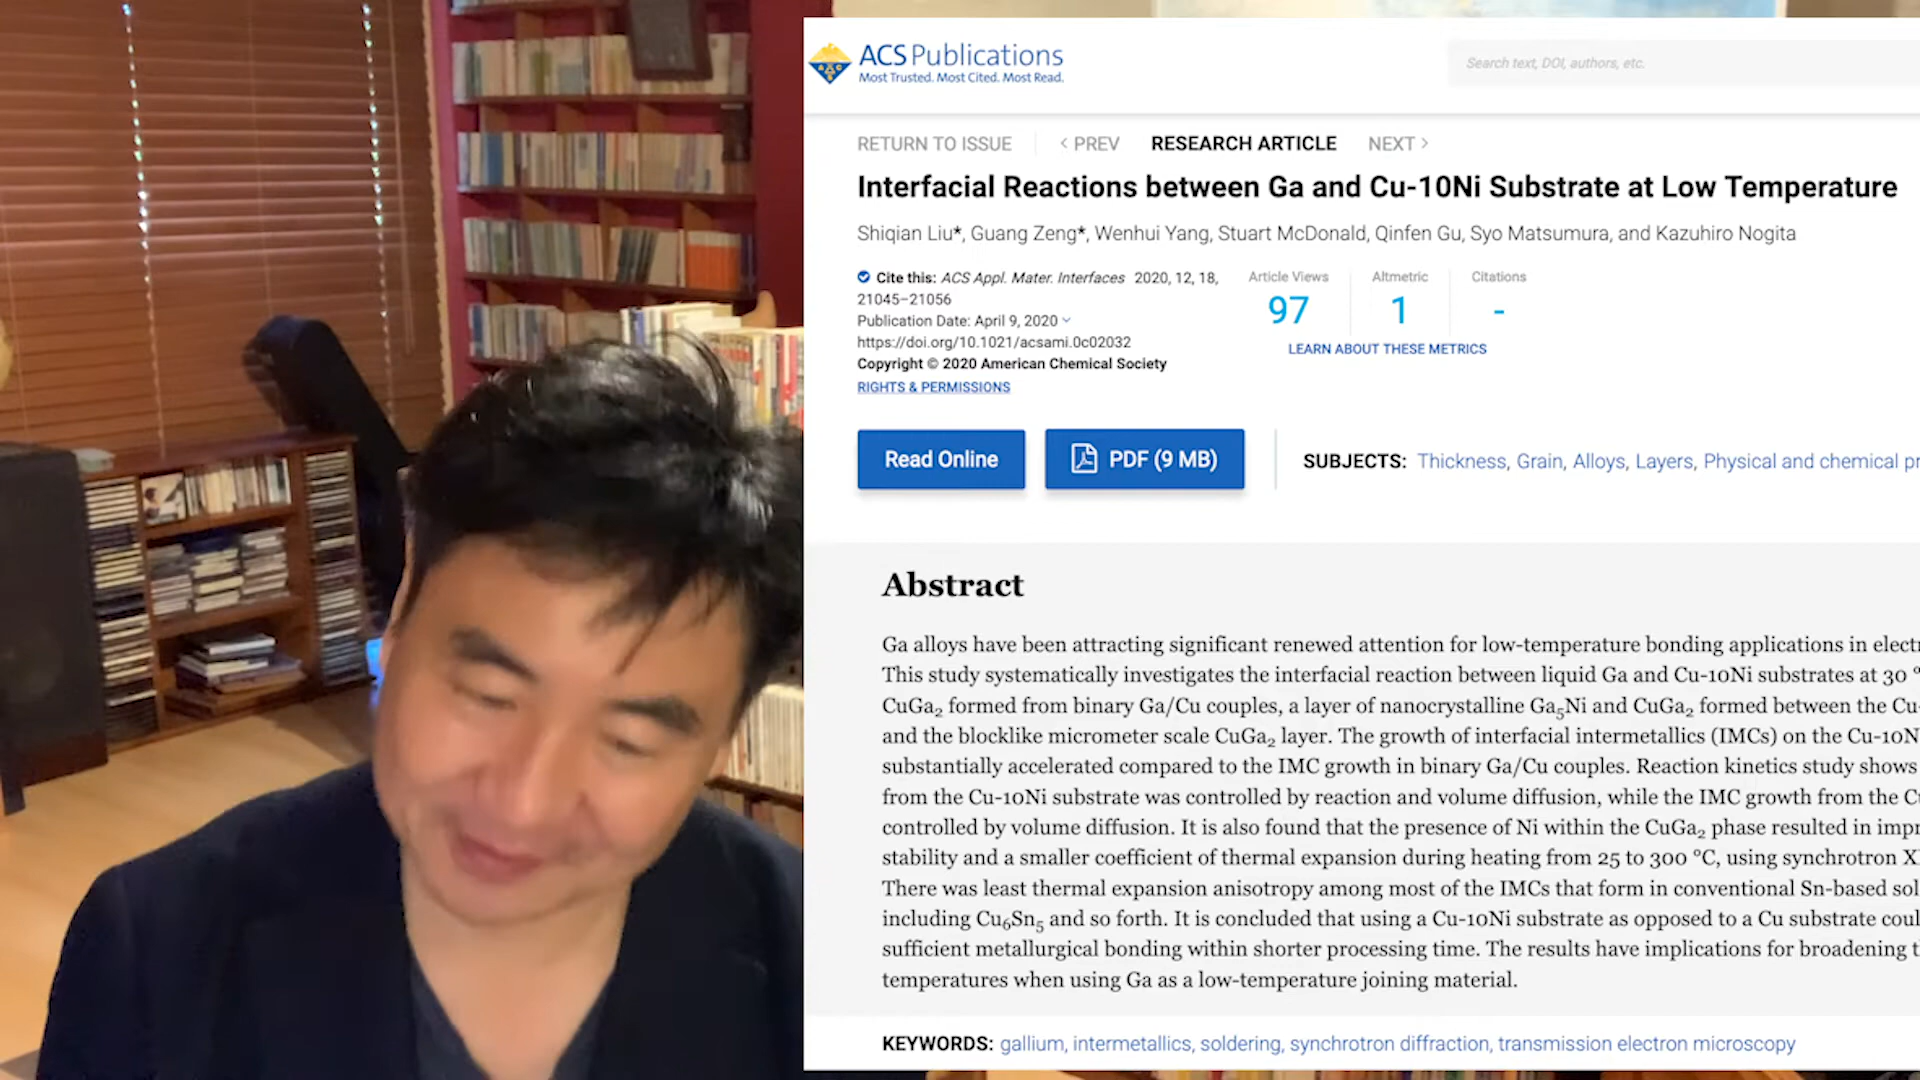 ACS Publications
Most Trusted. Most Cited. Most Read.
Search text, DOI, authors, etc.
RETURN TO ISSUE
< PREV
RESEARCH ARTICLE
NEXT >
Interfacial Reactions between Ga and Cu-10Ni Substrate at Low Temperature
Shiqian Liu*, Guang Zeng*, Wenhui Yang, Stuart McDonald, Qinfen Gu, Syo Matsumura, and Kazuhiro Nogita
Cite this: ACS Appl. Mater. Interfaces 2020, 12, 18,
21045–21056
Publication Date: April 9, 2020
https://doi.org/10.1021/acsami.0c02032
Copyright © 2020 American Chemical Society
RIGHTS & PERMISSIONS
Article Views
97
Altmetric
1
Citations
-
LEARN ABOUT THESE METRICS
Read Online
PDF (9 MB)
SUBJECTS: Thickness, Grain, Alloys, Layers, Physical and chemical pr
Abstract
Ga alloys have been attracting significant renewed attention for low-temperature bonding applications in electr
This study systematically investigates the interfacial reaction between liquid Ga and Cu-10Ni substrates at 30 °
CuGa₂ formed from binary Ga/Cu couples, a layer of nanocrystalline Ga₅Ni and CuGa₂ formed between the Cu-
and the blocklike micrometer scale CuGa₂ layer. The growth of interfacial intermetallics (IMCs) on the Cu-10N
substantially accelerated compared to the IMC growth in binary Ga/Cu couples. Reaction kinetics study shows
from the Cu-10Ni substrate was controlled by reaction and volume diffusion, while the IMC growth from the Cu
controlled by volume diffusion. It is also found that the presence of Ni within the CuGa₂ phase resulted in impr
stability and a smaller coefficient of thermal expansion during heating from 25 to 300 °C, using synchrotron X
There was least thermal expansion anisotropy among most of the IMCs that form in conventional Sn-based sol
including Cu₆Sn₅ and so forth. It is concluded that using a Cu-10Ni substrate as opposed to a Cu substrate coul
sufficient metallurgical bonding within shorter processing time. The results have implications for broadening t
temperatures when using Ga as a low-temperature joining material.
KEYWORDS: gallium, intermetallics, soldering, synchrotron diffraction, transmission electron microscopy